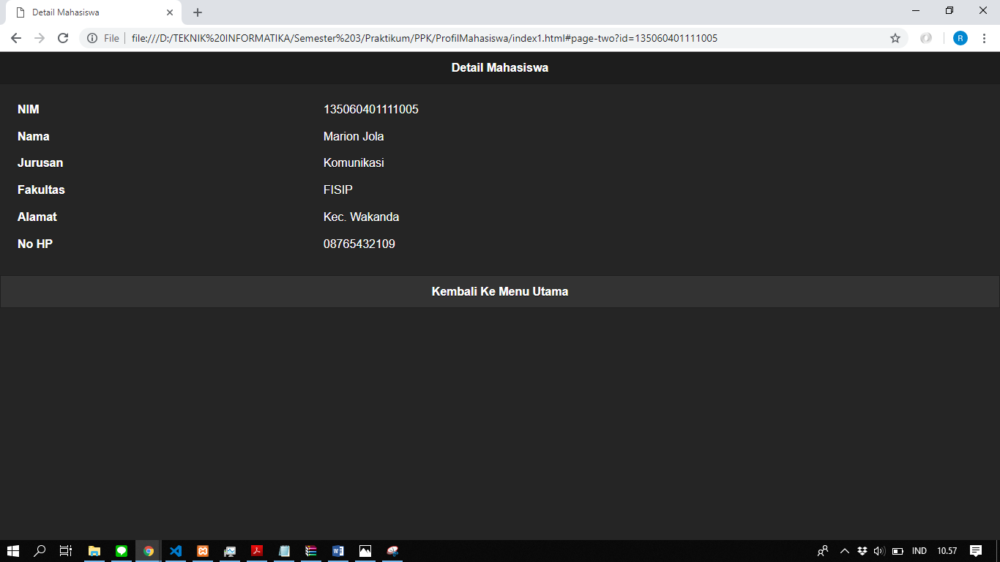 Detail Mahasiswa
File file:///D:/TEKNIK%20INFORMATIKA/Semester%203/Praktikum/PPK/ProfilMahasiswa/index1.html#page-two?id=135060401111005 R
Detail Mahasiswa
NIM 135060401111005
Nama Marion Jola
Jurusan Komunikasi
Fakultas FISIP
Alamat Kec. Wakanda
No HP 08765432109
Kembali Ke Menu Utama
IND 10.57